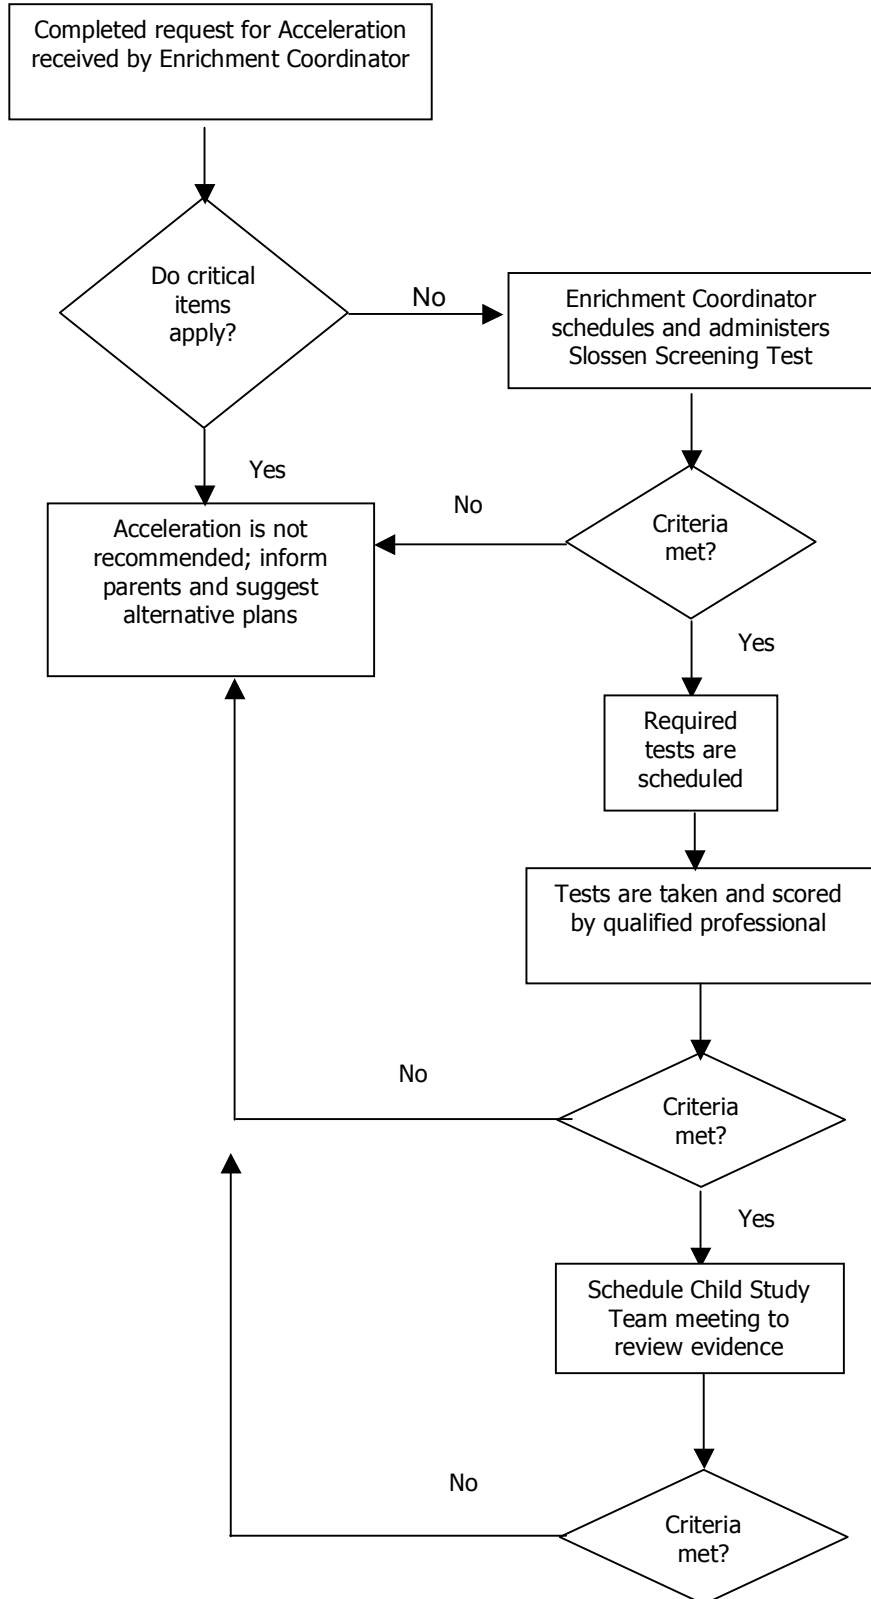 Completed request for Acceleration
received by Enrichment Coordinator
Do critical
items
apply?
No
Enrichment Coordinator
schedules and administers
Slossen Screening Test
Yes
Acceleration is not
recommended; inform
parents and suggest
alternative plans
No
Criteria
met?
Yes
Required
tests are
scheduled
Tests are taken and scored
by qualified professional
No
Criteria
met?
Yes
Schedule Child Study
Team meeting to
review evidence
No
Criteria
met?